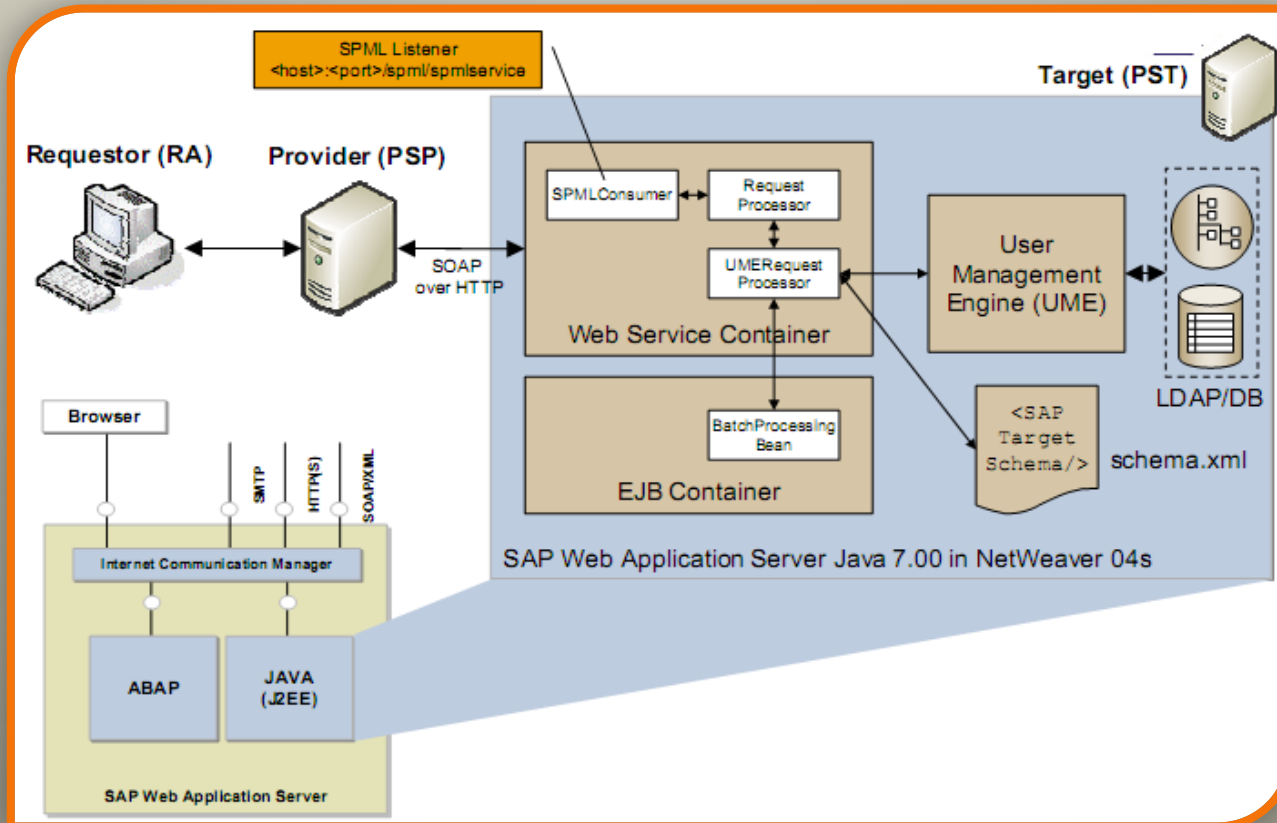 SPML Listener
<host>:<port>/spml/spmlservice
Target (PST)
Requestor (RA)
Provider (PSP)
SOAP
over HTTP
SPMLConsumer
Request
Processor
UMERequest
Processor
Web Service Container
User
Management
Engine (UME)
LDAP/DB
BatchProcessing
Bean
EJB Container
<SAP
Target
Schema/>
schema.xml
SAP Web Application Server Java 7.00 in NetWeaver 04s
Browser
SMTP
HTTP(S)
SOAP/XML
Internet Communication Manager
ABAP
JAVA
(J2EE)
SAP Web Application Server